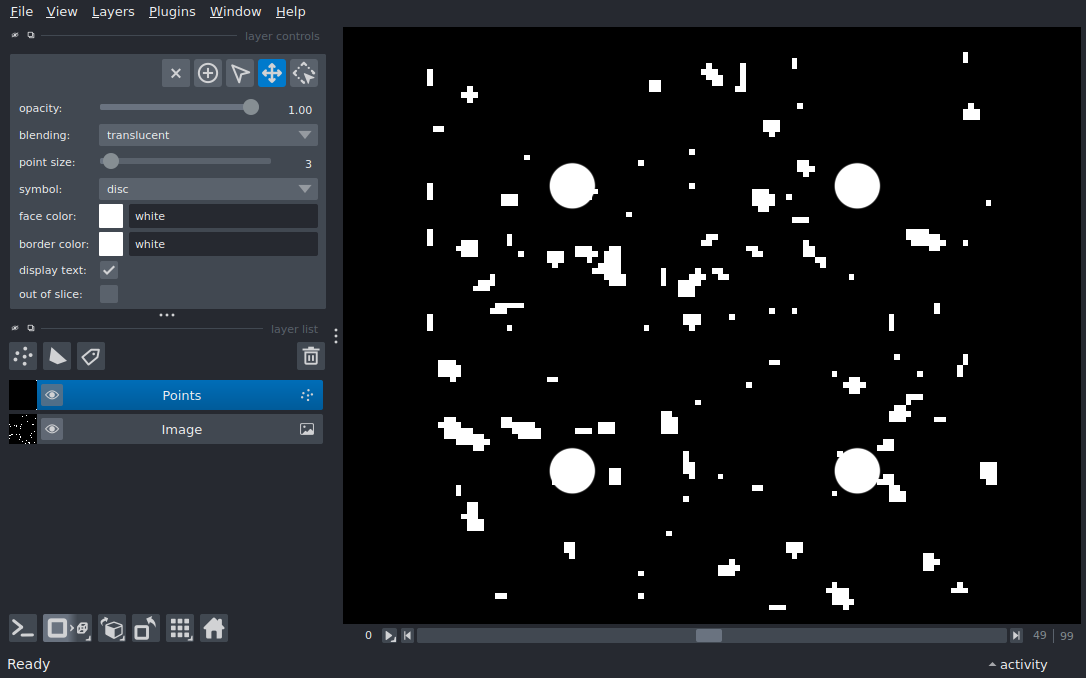 File View Layers Plugins Window Help
layer controls
opacity: 1.00
blending: translucent
point size: 3
symbol: disc
face color: white
border color: white
display text:
out of slice:
layer list
Points
Image
0 49 99
Ready activity